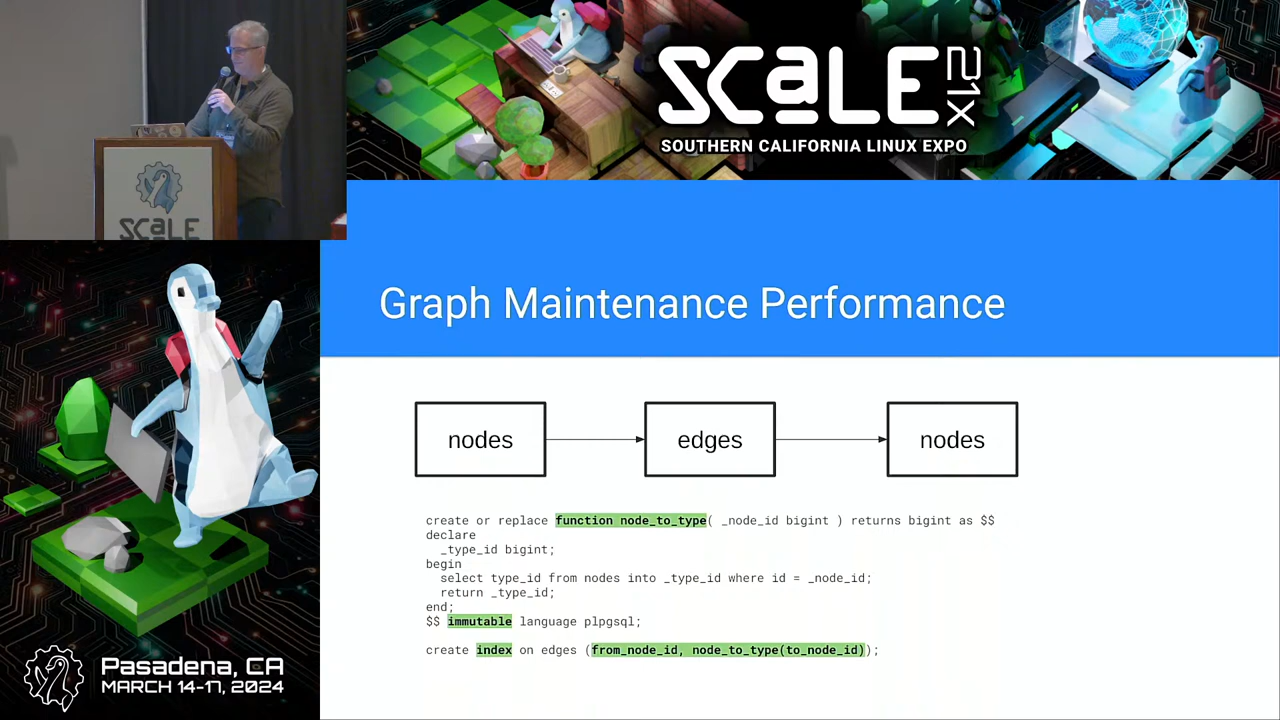 SCALE 21X
SOUTHERN CALIFORNIA LINUX EXPO
SCALE
Graph Maintenance Performance
nodes
edges
nodes
create or replace function node_to_type( _node_id bigint ) returns bigint as $$
declare
  _type_id bigint;
begin
  select type_id from nodes into _type_id where id = _node_id;
  return _type_id;
end;
$$ immutable language plpgsql;
create index on edges (from_node_id, node_to_type(to_node_id));
Pasadena, CA
MARCH 14-17, 2024